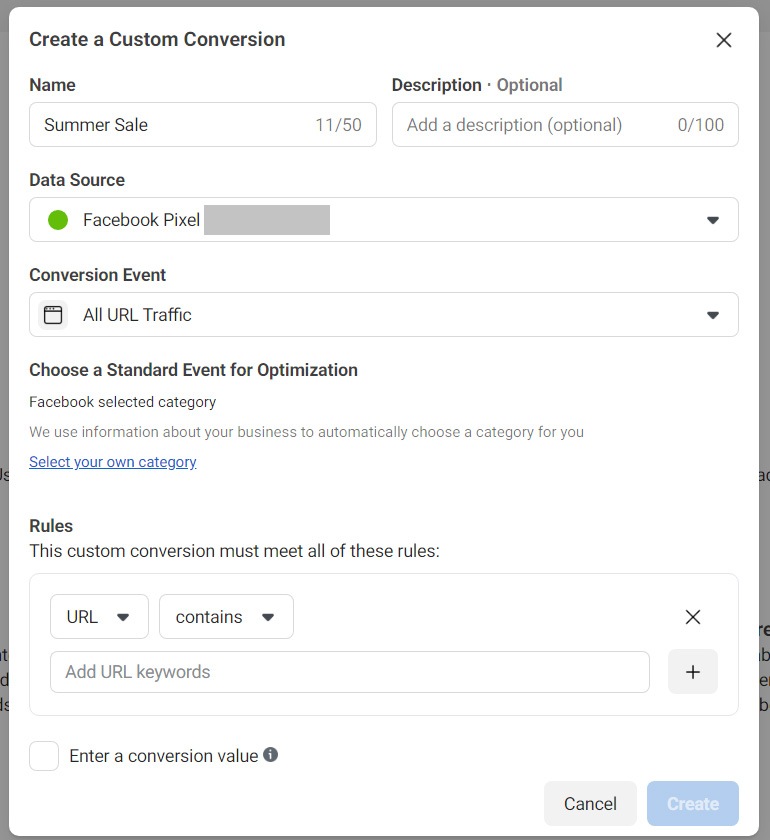 Create a Custom Conversion
Name
Description · Optional
Summer Sale 11/50
Add a description (optional) 0/100
Data Source
Facebook Pixel
Conversion Event
All URL Traffic
Choose a Standard Event for Optimization
Facebook selected category
We use information about your business to automatically choose a category for you
Select your own category
Rules
This custom conversion must meet all of these rules:
URL contains
Add URL keywords
Enter a conversion value
Cancel Create